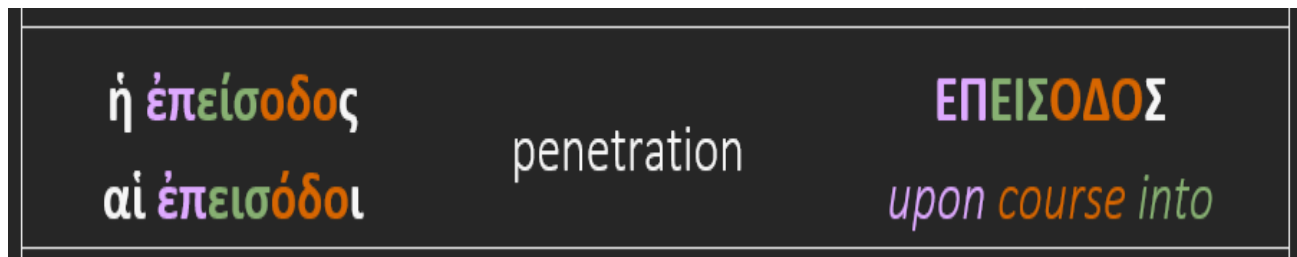 ἡ ἐπείσοδος
αἱ ἐπεισόδοι
penetration
ΕΠΕΙΣΟΔΟΣ
upon course into